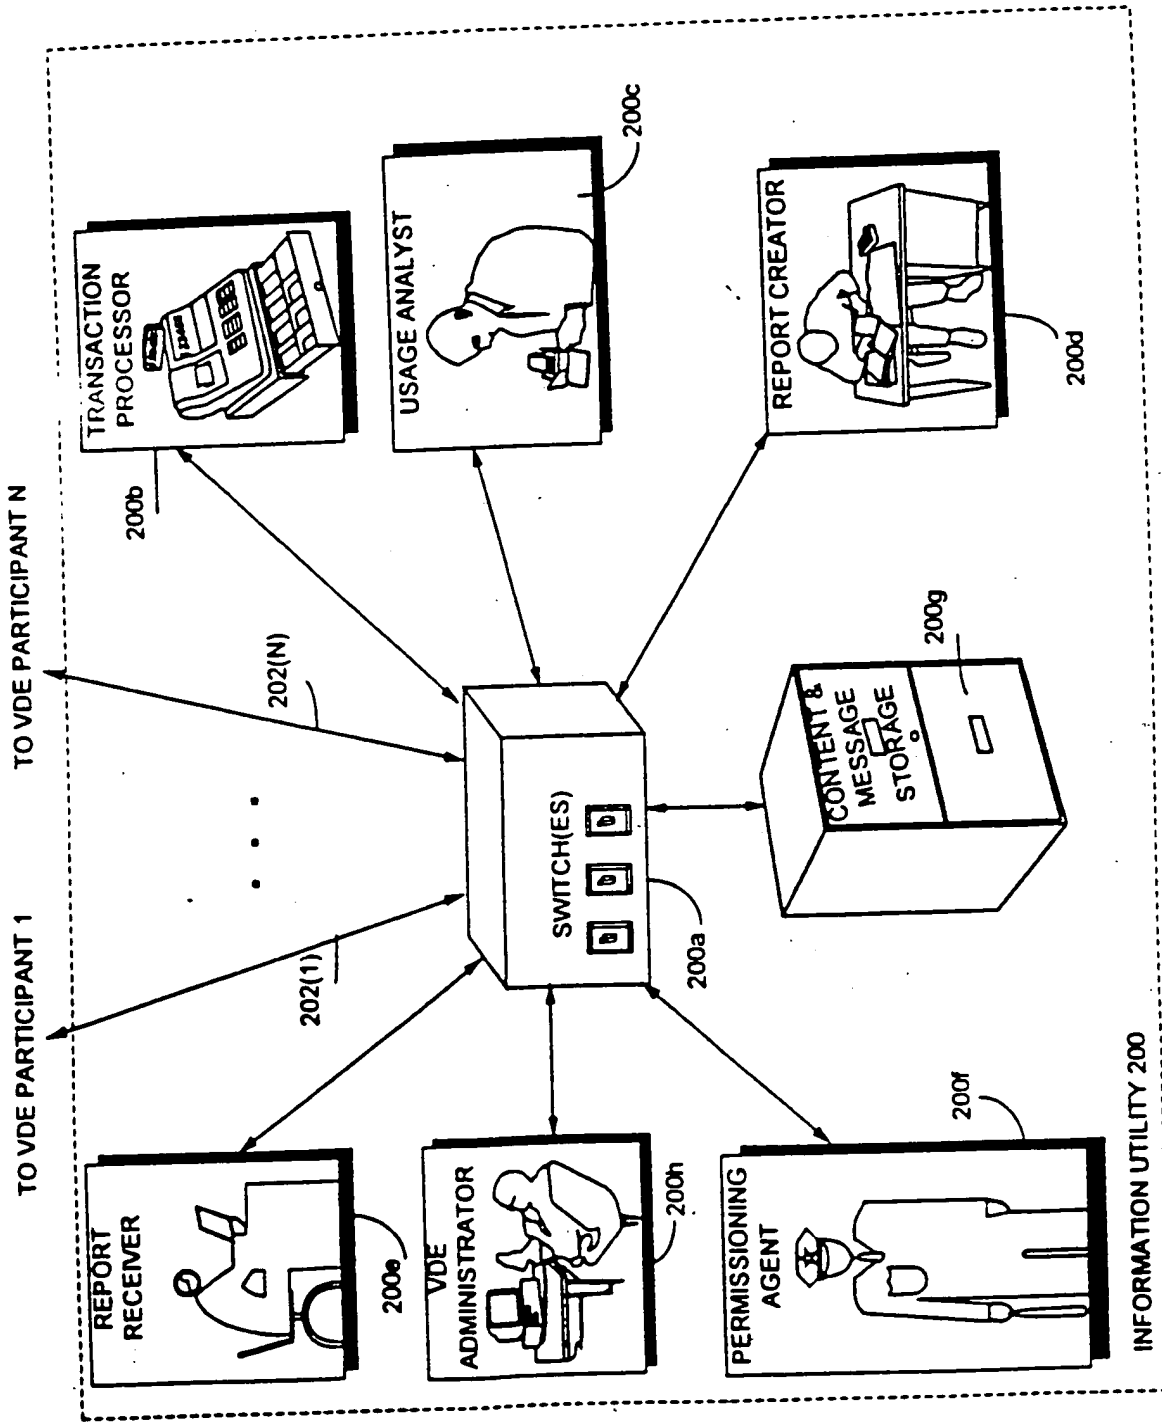 TO VDE PARTICIPANT 1
TO VDE PARTICIPANT N
REPORT
RECEIVER
200e
202(1)
202(N)
200b
TRANSACTION
PROCESSOR
VDE
ADMINISTRATOR
200h
SWITCH(ES)
200a
USAGE ANALYST
200c
PERMISSIONING
AGENT
200f
CONTENT &
MESSAGE
STORAGE
200g
REPORT CREATOR
200d
INFORMATION UTILITY 200